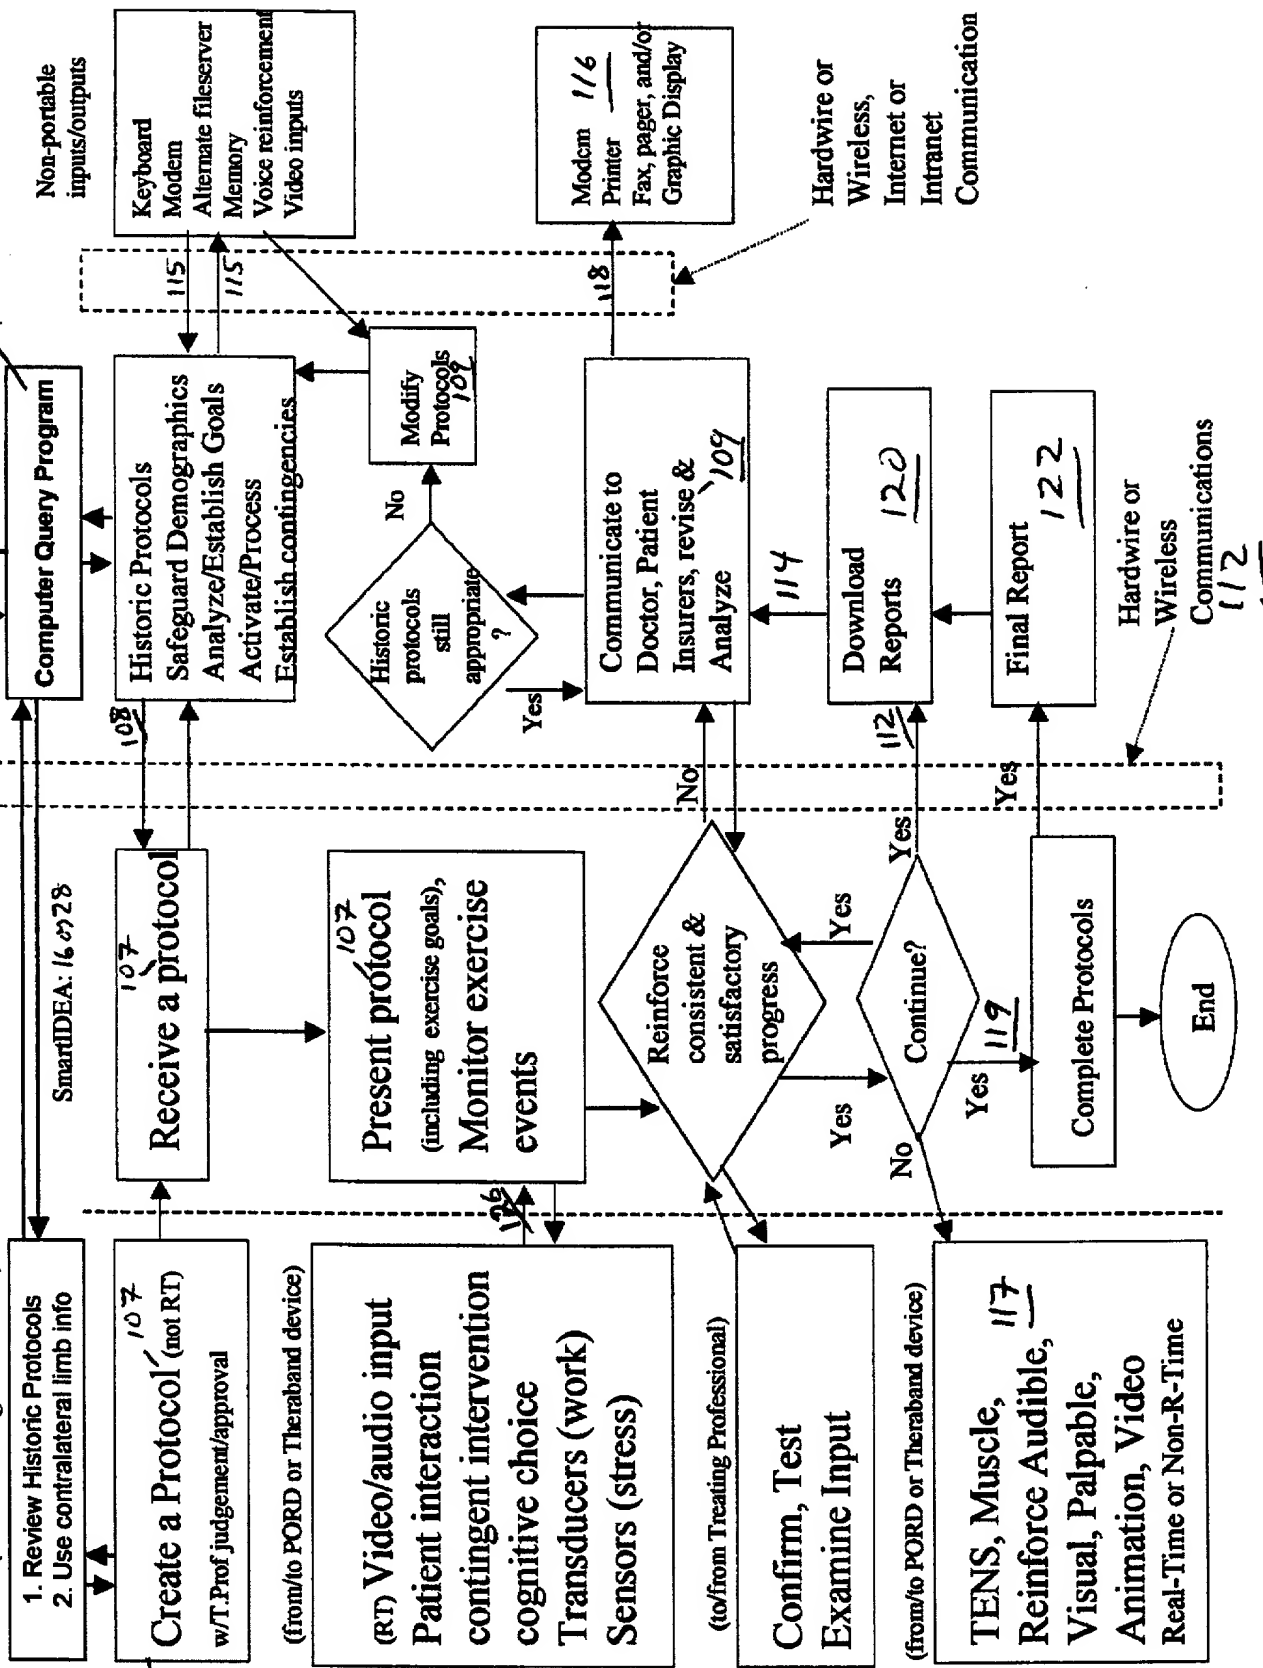 1. Review Historic Protocols
2. Use contralateral limb info
Create a Protocol 107 (not RT)
w/T.Prof judgement/approval
(from/to PORD or Theraband device)
(RT) Video/audio input
Patient interaction
contingent intervention
cognitive choice
Transducers (work)
Sensors (stress)
106
(to/from Treating Professional)
Confirm, Test
Examine Input
(from/to PORD or Theraband device)
TENS, Muscle, 117
Reinforce Audible,
Visual, Palpable,
Animation, Video
Real-Time or Non-R-Time
SmartIDEA: 16028
107
Receive a protocol
107
Present protocol
(including exercise goals),
Monitor exercise
events
Reinforce
consistent &
satisfactory
progress
Yes
Yes
No
Continue?
No
Yes
Yes
119
Complete Protocols
Yes
End
Computer Query Program
108
Historic Protocols
Safeguard Demographics
Analyze/Establish Goals
Activate/Process
Establish contingencies
Historic
protocols
still
appropriate
?
No
Yes
Modify
Protocols
109
Communicate to
Doctor, Patient
Insurers, revise &
Analyze
109
114
112
Download
Reports
120
Final Report
122
Hardwire or
Wireless
Communications
112
Non-portable
inputs/outputs
Keyboard
Modem
Alternate fileserver
Memory
Voice reinforcement
Video inputs
115
115
118
Modem
Printer
116
Fax, pager, and/or
Graphic Display
Hardwire or
Wireless,
Internet or
Intranet
Communication